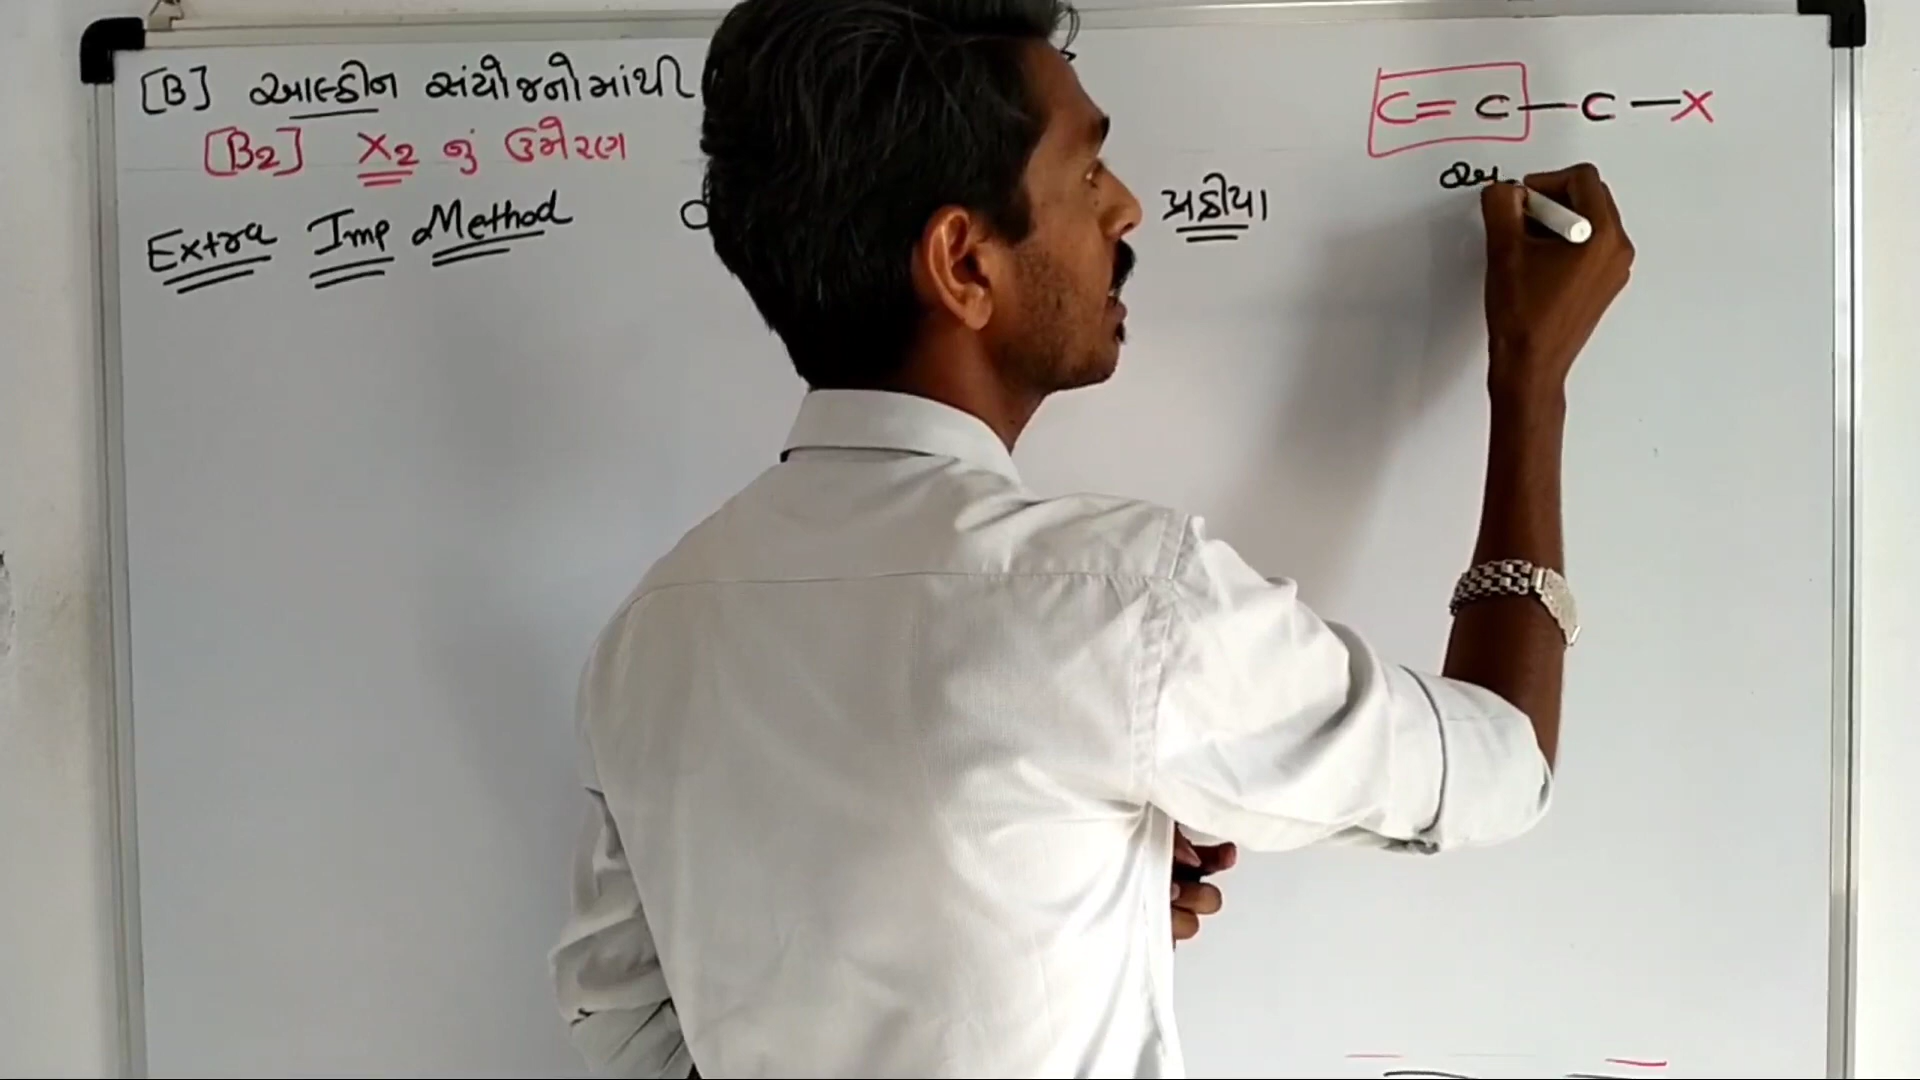 [B] આલ્કીન સંયોજનોમાંથી
[B2] X2 નું ઉમેરણ
Extra Imp Method
પ્રક્રીયા
C = C — C — X